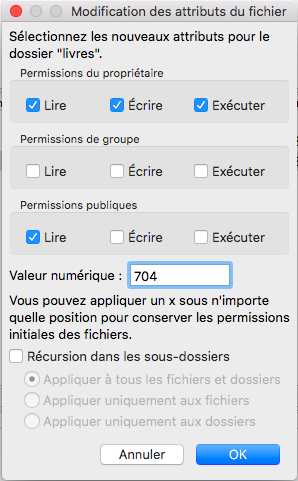 Modification des attributs du fichier
Sélectionnez les nouveaux attributs pour le
dossier "livres".
Permissions du propriétaire
Lire Écrire Exécuter
Permissions de groupe
Lire Écrire Exécuter
Permissions publiques
Lire Écrire Exécuter
Valeur numérique : 704
Vous pouvez appliquer un x sous n'importe
quelle position pour conserver les permissions
initiales des fichiers.
Récursion dans les sous-dossiers
Appliquer à tous les fichiers et dossiers
Appliquer uniquement aux fichiers
Appliquer uniquement aux dossiers
Annuler OK